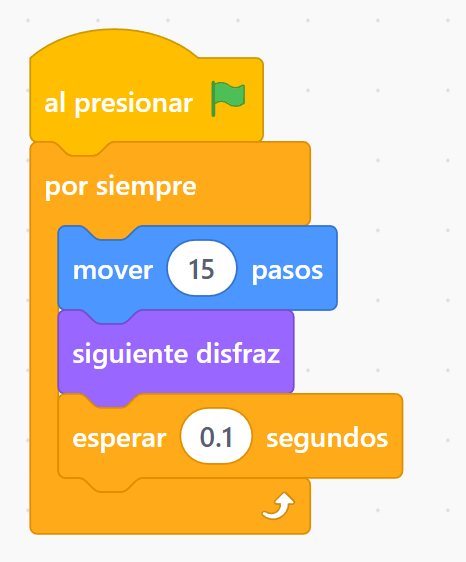 al presionar
por siempre
mover 15 pasos
siguiente disfraz
esperar 0.1 segundos